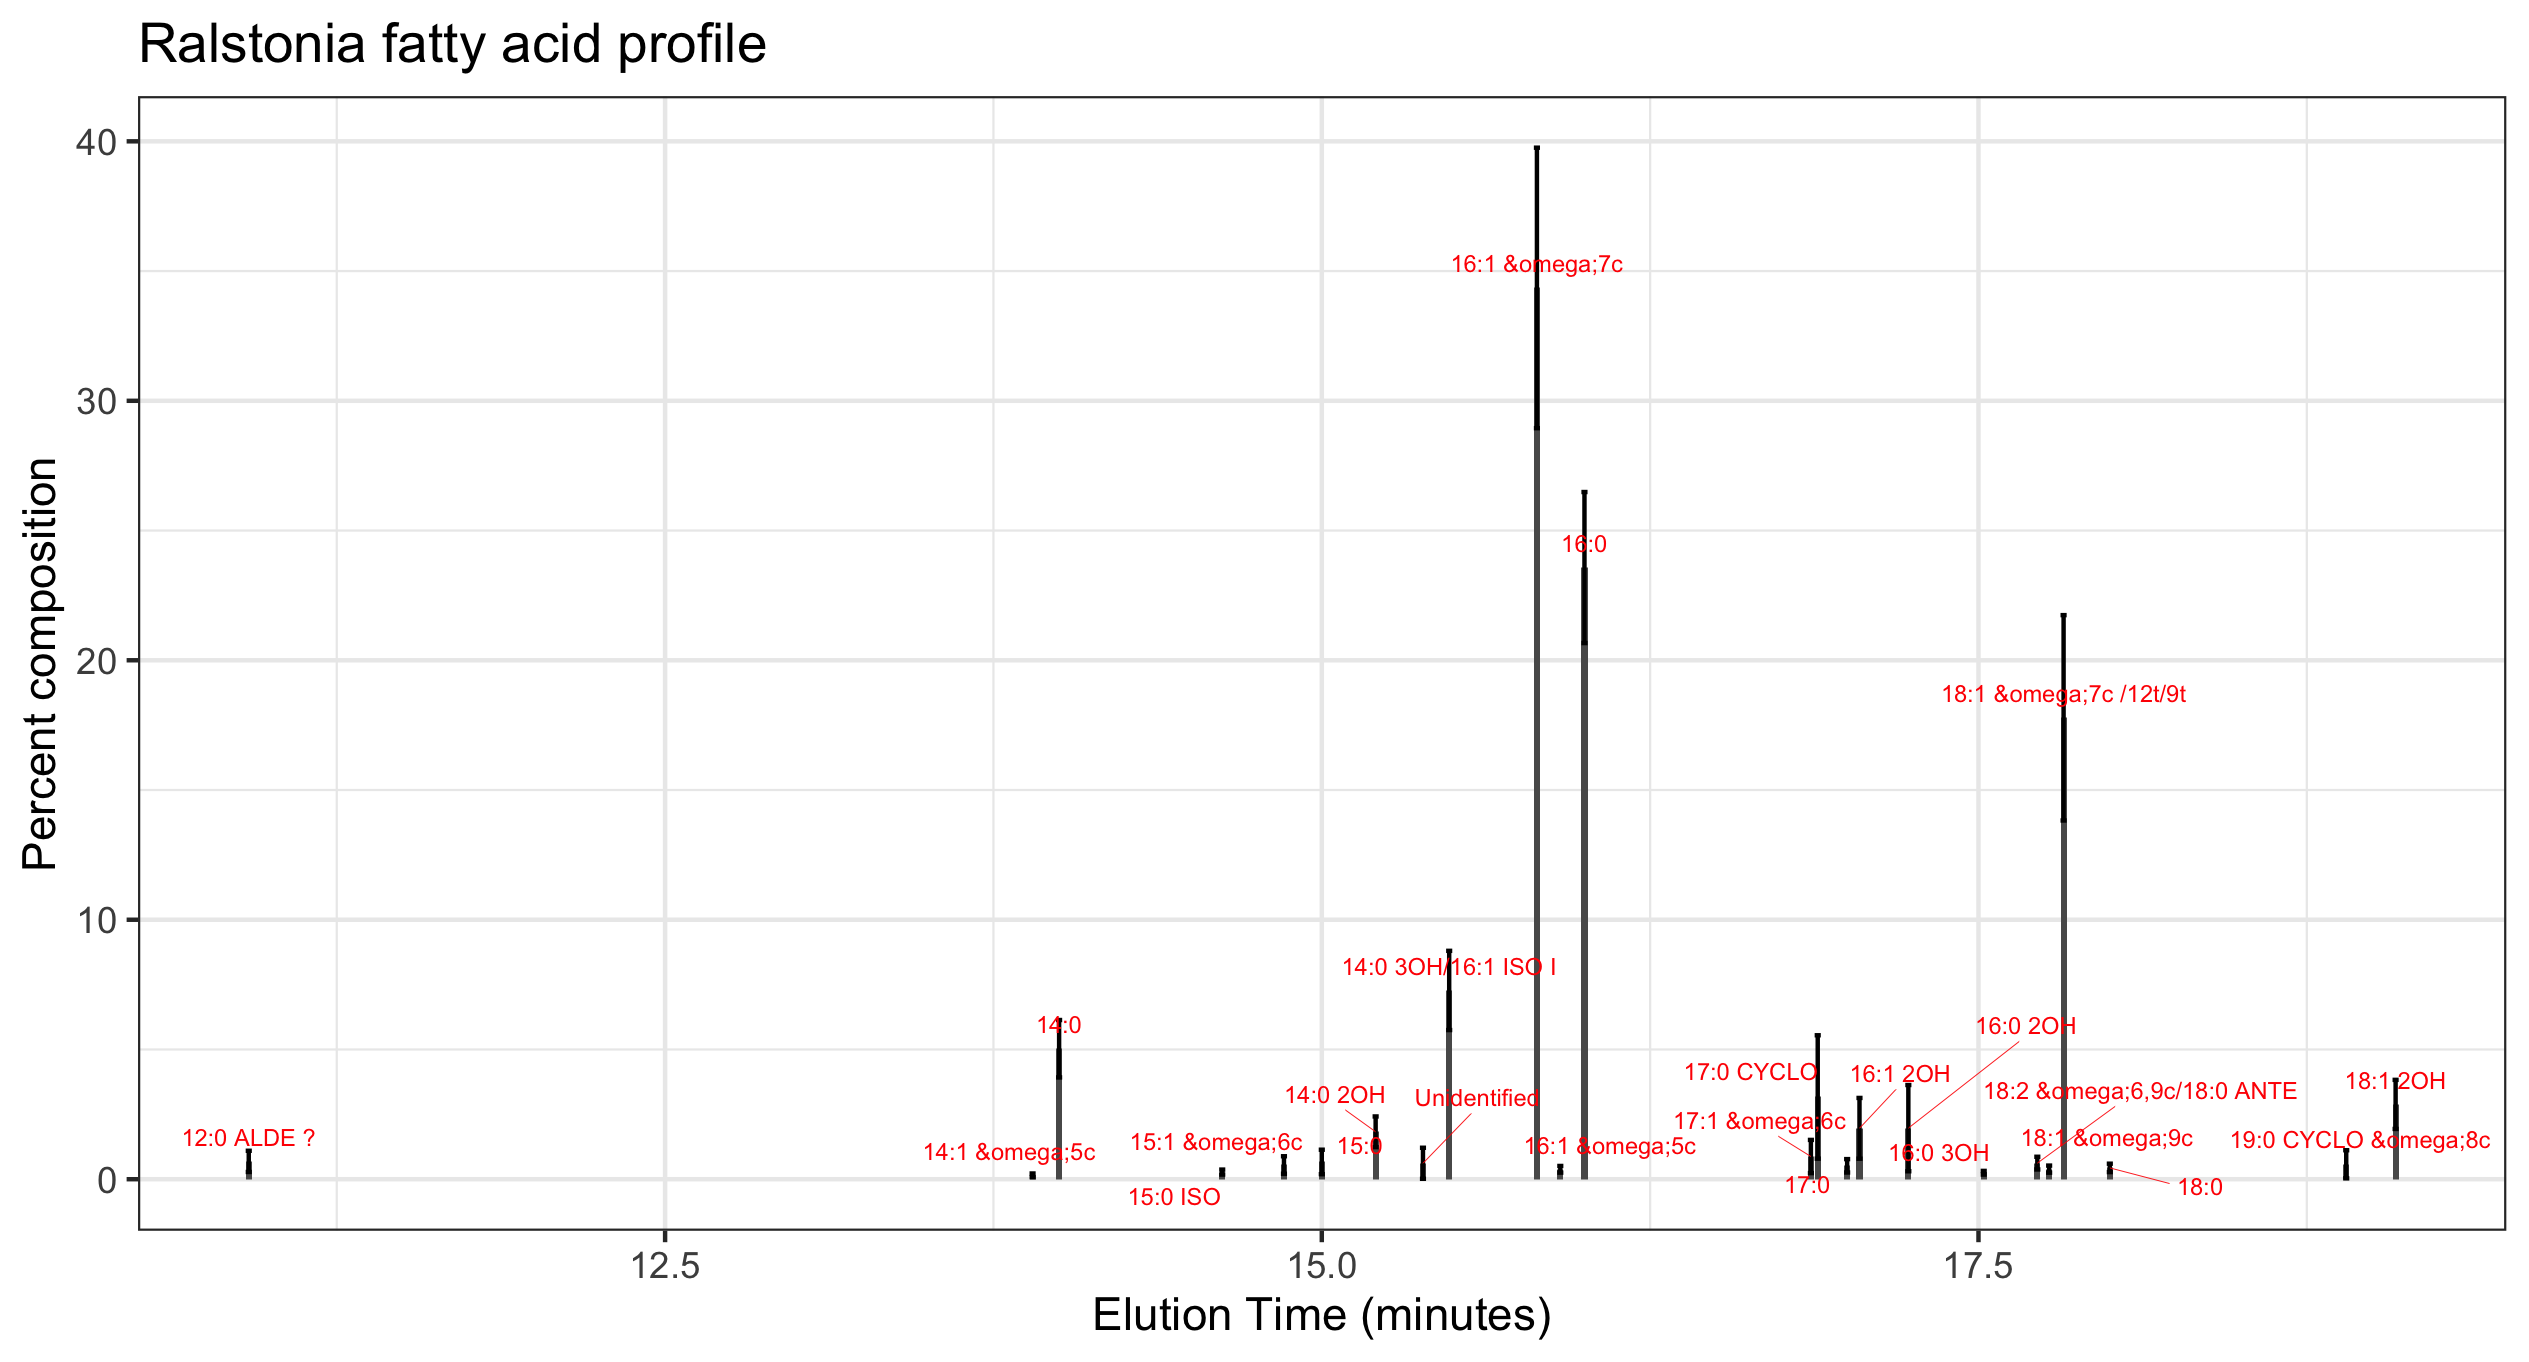 Ralstonia fatty acid profile
Percent composition
40
30
20
10
0
16:1 &omega;7c
16:0
18:1 &omega;7c /12t/9t
14:0 3OH/16:1 ISO I
14:0
16:0 2OH
17:0 CYCLO
16:1 2OH
18:1 2OH
14:0 2OH
Unidentified
18:2 &omega;6,9c/18:0 ANTE
17:1 &omega;6c
12:0 ALDE ?
14:1 &omega;5c
15:1 &omega;6c
15:0
16:1 &omega;5c
16:0 3OH
18:1 &omega;9c
19:0 CYCLO &omega;8c
15:0 ISO
17:0
18:0
12.5
15.0
17.5
Elution Time (minutes)